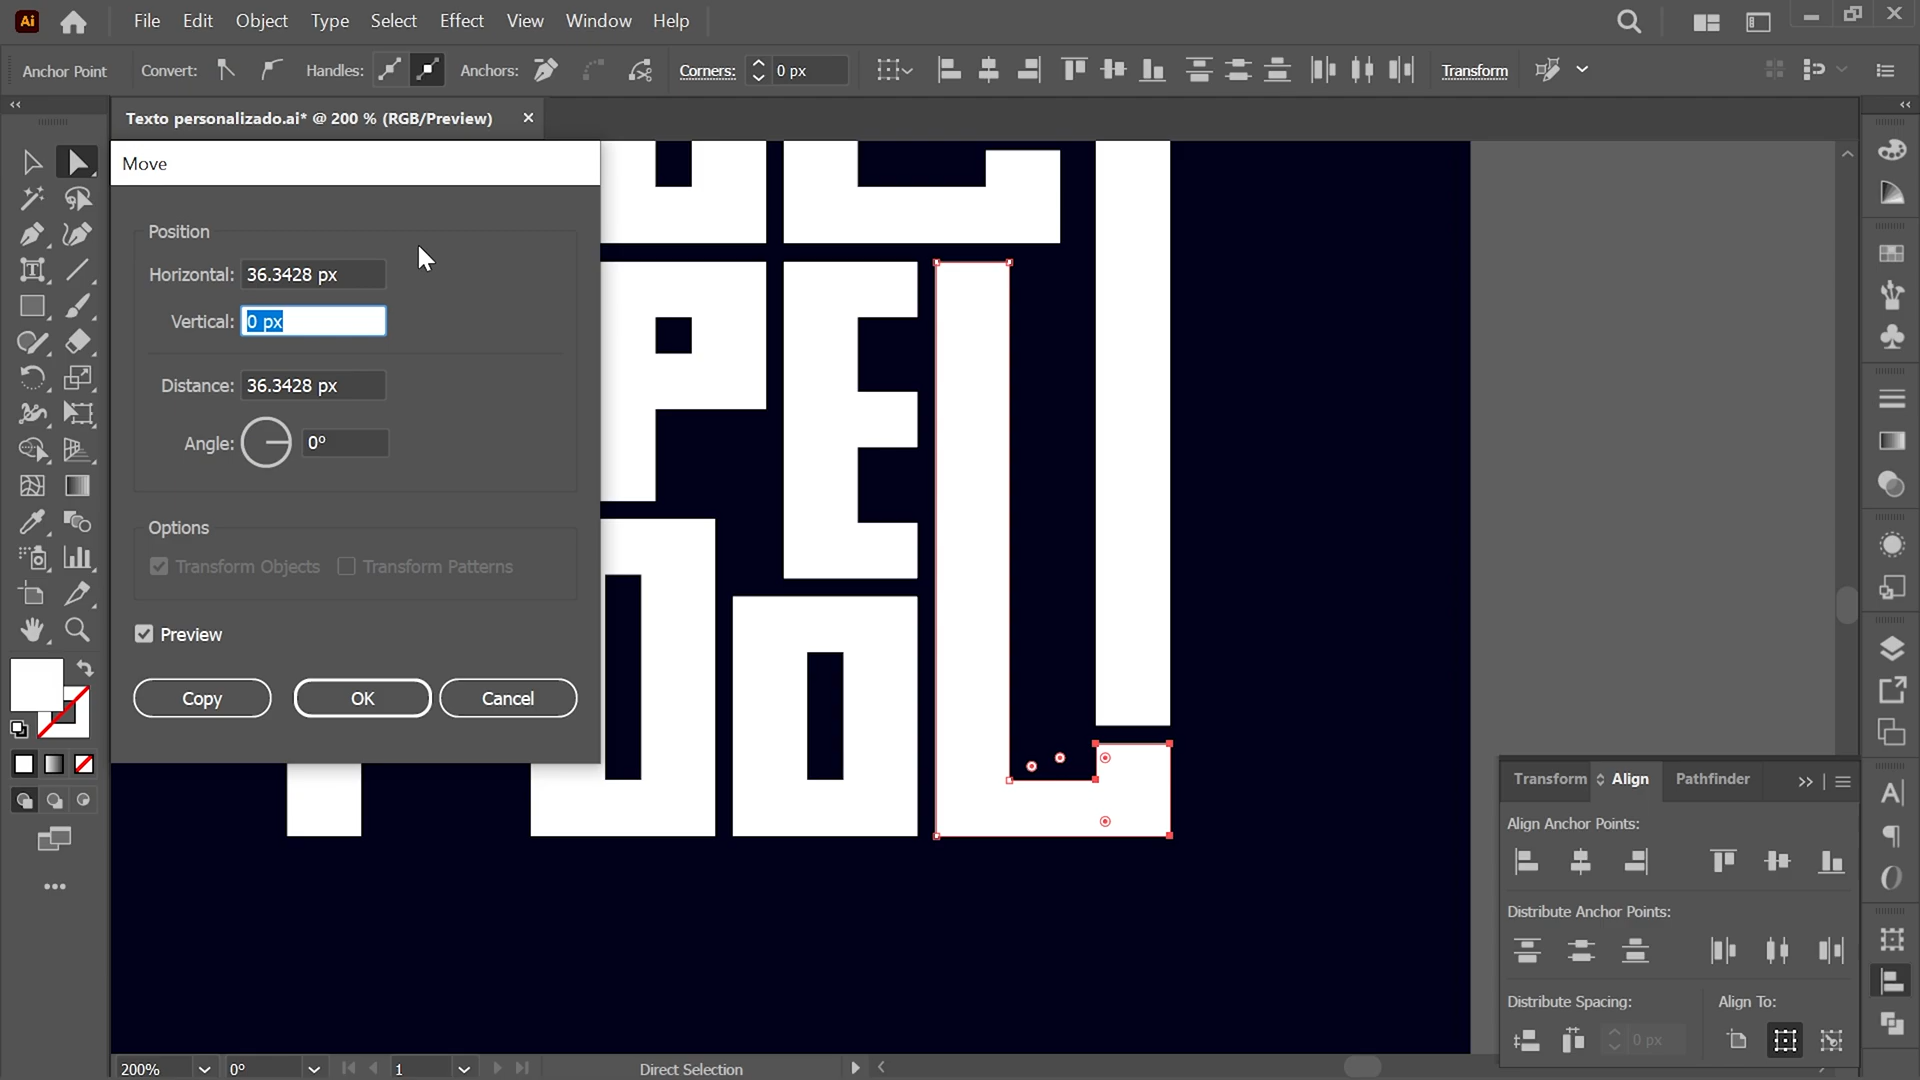 Ai File Edit Object Type Select Effect View Window Help
Anchor Point Convert: Handles: Anchors: Corners: 0 px Transform
Texto personalizado.ai* @ 200 % (RGB/Preview) ×
Move
Position
Horizontal: 36.3428 px
Vertical: 0 px
Distance: 36.3428 px
Angle: 0°
Options
Transform Objects Transform Patterns
Preview
Copy OK Cancel
P E L
O
Transform Align Pathfinder
Align Anchor Points:
Distribute Anchor Points:
Distribute Spacing: Align To:
0 px
200% 0° 1 Direct Selection